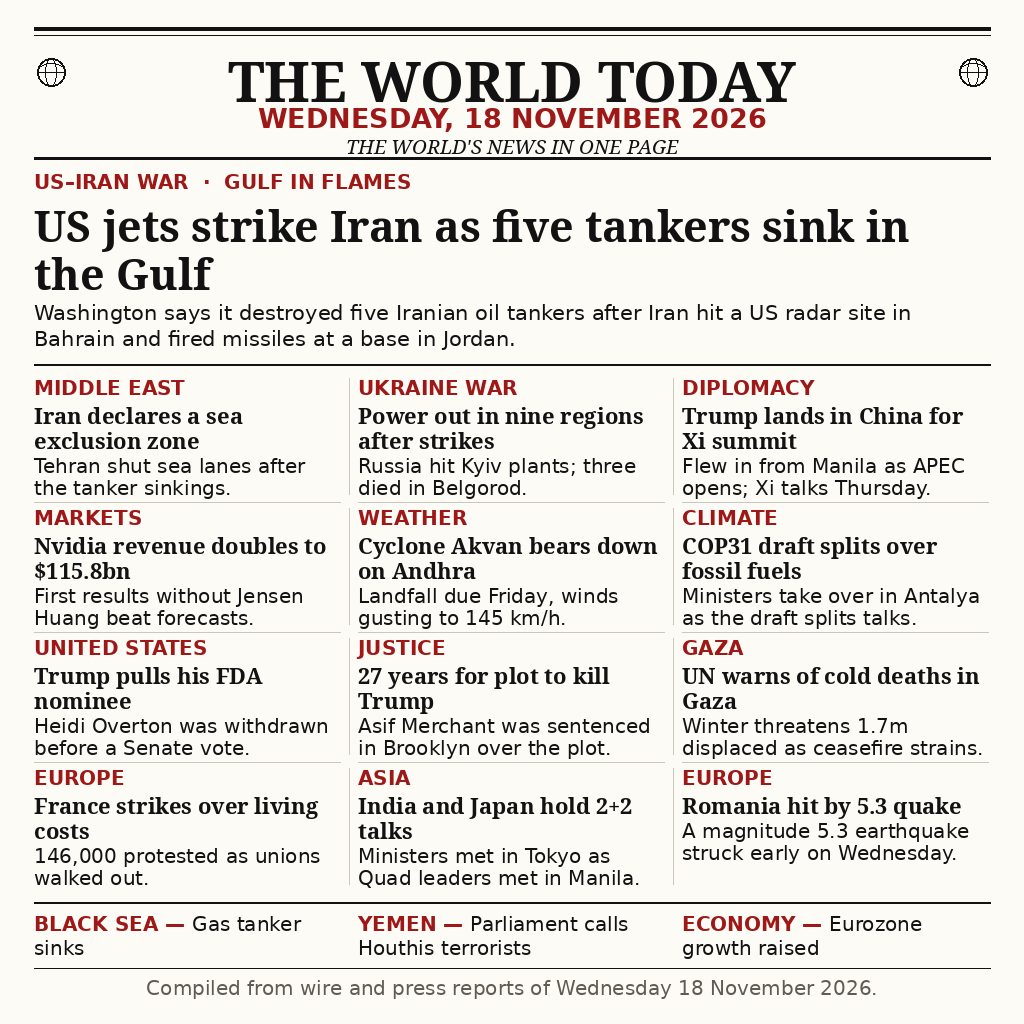 THE WORLD TODAY
WEDNESDAY, 18 NOVEMBER 2026
THE WORLD'S NEWS IN ONE PAGE
US–IRAN WAR · GULF IN FLAMES
US jets strike Iran as five tankers sink in
the Gulf
Washington says it destroyed five Iranian oil tankers after Iran hit a US radar site in
Bahrain and fired missiles at a base in Jordan.
MIDDLE EAST
Iran declares a sea
exclusion zone
Tehran shut sea lanes after
the tanker sinkings.
UKRAINE WAR
Power out in nine regions
after strikes
Russia hit Kyiv plants; three
died in Belgorod.
DIPLOMACY
Trump lands in China for
Xi summit
Flew in from Manila as APEC
opens; Xi talks Thursday.
MARKETS
Nvidia revenue doubles to
$115.8bn
First results without Jensen
Huang beat forecasts.
WEATHER
Cyclone Akvan bears down
on Andhra
Landfall due Friday, winds
gusting to 145 km/h.
CLIMATE
COP31 draft splits over
fossil fuels
Ministers take over in Antalya
as the draft splits talks.
UNITED STATES
Trump pulls his FDA
nominee
Heidi Overton was withdrawn
before a Senate vote.
JUSTICE
27 years for plot to kill
Trump
Asif Merchant was sentenced
in Brooklyn over the plot.
GAZA
UN warns of cold deaths in
Gaza
Winter threatens 1.7m
displaced as ceasefire strains.
EUROPE
France strikes over living
costs
146,000 protested as unions
walked out.
ASIA
India and Japan hold 2+2
talks
Ministers met in Tokyo as
Quad leaders met in Manila.
EUROPE
Romania hit by 5.3 quake
A magnitude 5.3 earthquake
struck early on Wednesday.
BLACK SEA — Gas tanker
sinks
YEMEN — Parliament calls
Houthis terrorists
ECONOMY — Eurozone
growth raised
Compiled from wire and press reports of Wednesday 18 November 2026.